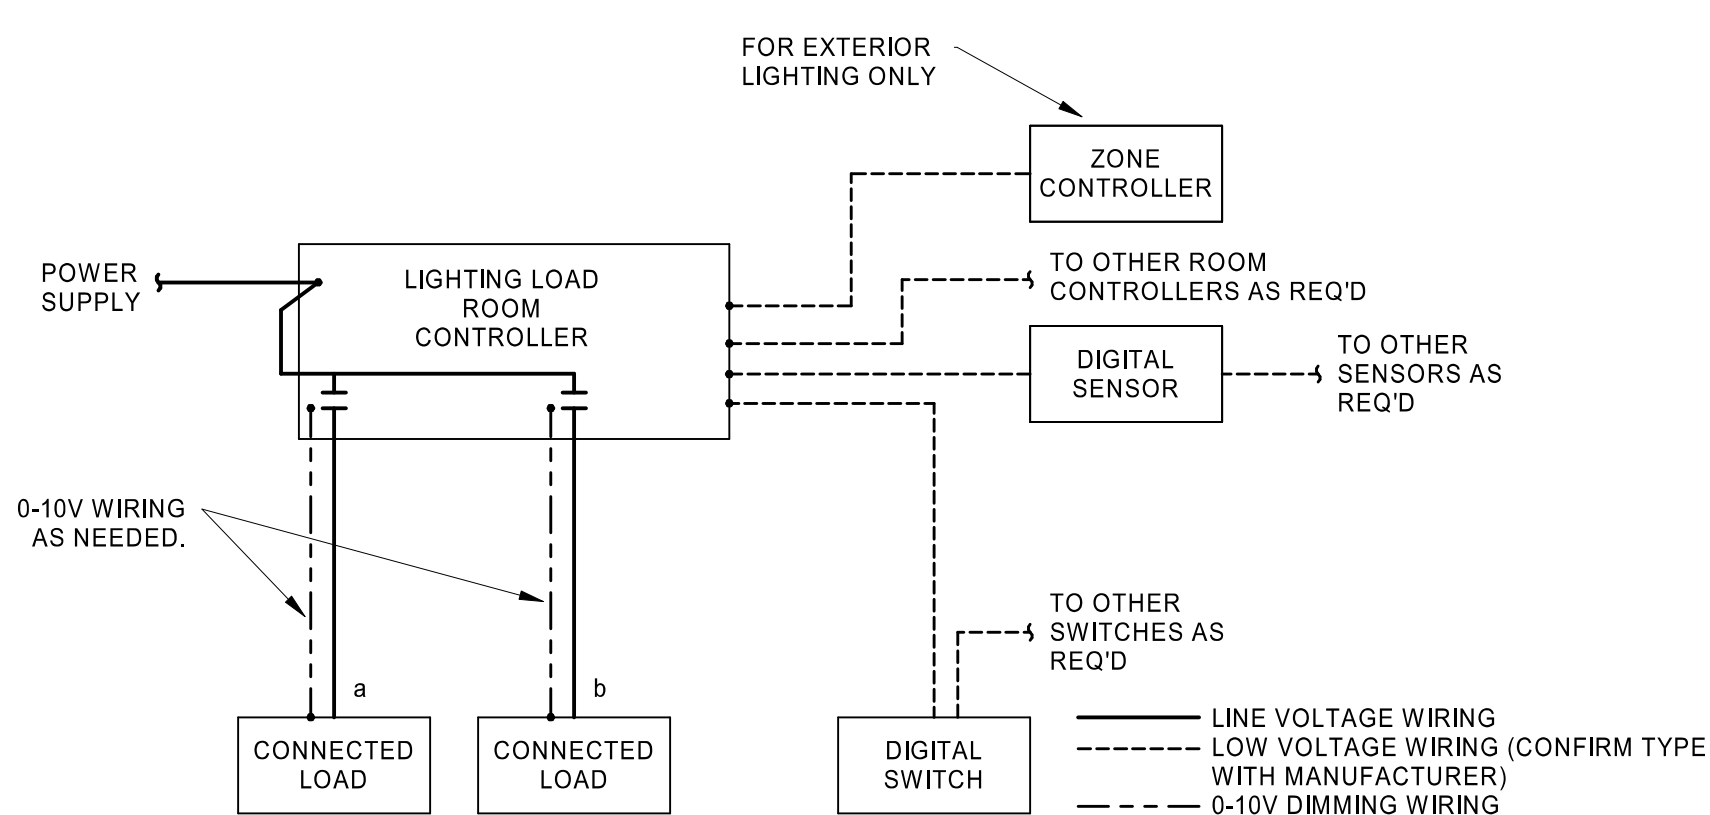 FOR EXTERIOR
LIGHTING ONLY
ZONE
CONTROLLER
POWER
SUPPLY
LIGHTING LOAD
ROOM
CONTROLLER
TO OTHER ROOM
CONTROLLERS AS REQ'D
DIGITAL
SENSOR
TO OTHER
SENSORS AS
REQ'D
0-10V WIRING
AS NEEDED.
TO OTHER
SWITCHES AS
REQ'D
a
b
CONNECTED
LOAD
CONNECTED
LOAD
DIGITAL
SWITCH
LINE VOLTAGE WIRING
LOW VOLTAGE WIRING (CONFIRM TYPE
WITH MANUFACTURER)
0-10V DIMMING WIRING